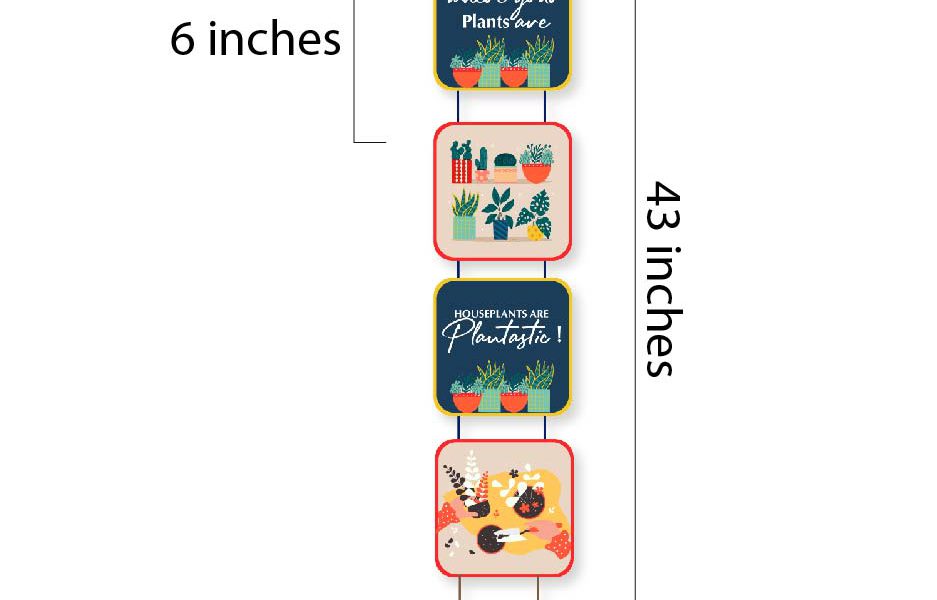 Plants are
6 inches
43 inches
HOUSEPLANTS ARE
Plantastic !